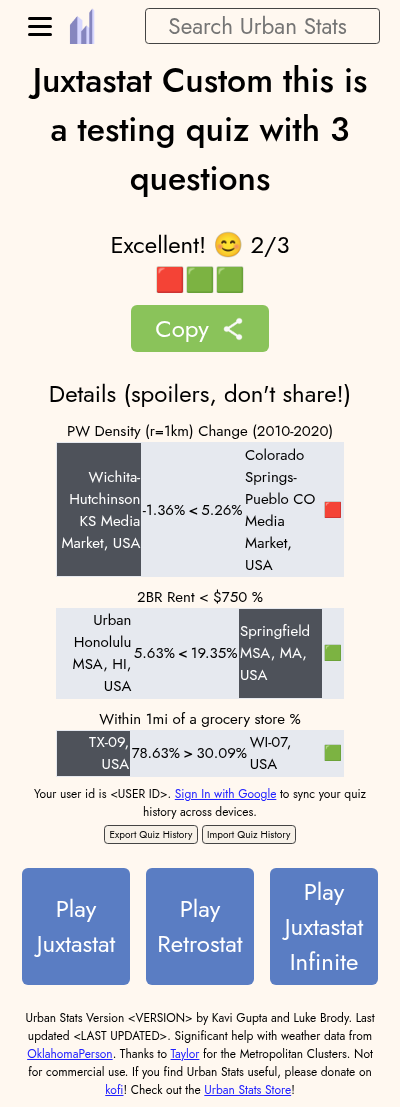 Search Urban Stats
Juxtastat Custom this is
a testing quiz with 3
questions
Excellent! 😊 2/3
🟥🟩🟩
Copy
Details (spoilers, don't share!)
PW Density (r=1km) Change (2010-2020)
Wichita-
Hutchinson
KS Media
Market, USA
-1.36% < 5.26%
Colorado
Springs-
Pueblo CO
Media
Market,
USA
🟥
2BR Rent < $750 %
Urban
Honolulu
MSA, HI,
USA
5.63% < 19.35%
Springfield
MSA, MA,
USA
🟩
Within 1mi of a grocery store %
TX-09,
USA
78.63% > 30.09%
WI-07,
USA
🟩
Your user id is <USER ID>. Sign In with Google to sync your quiz
history across devices.
Export Quiz History Import Quiz History
Play
Juxtastat
Play
Retrostat
Play
Juxtastat
Infinite
Urban Stats Version <VERSION> by Kavi Gupta and Luke Brody. Last
updated <LAST UPDATED>. Significant help with weather data from
OklahomaPerson. Thanks to Taylor for the Metropolitan Clusters. Not
for commercial use. If you find Urban Stats useful, please donate on
kofi! Check out the Urban Stats Store!